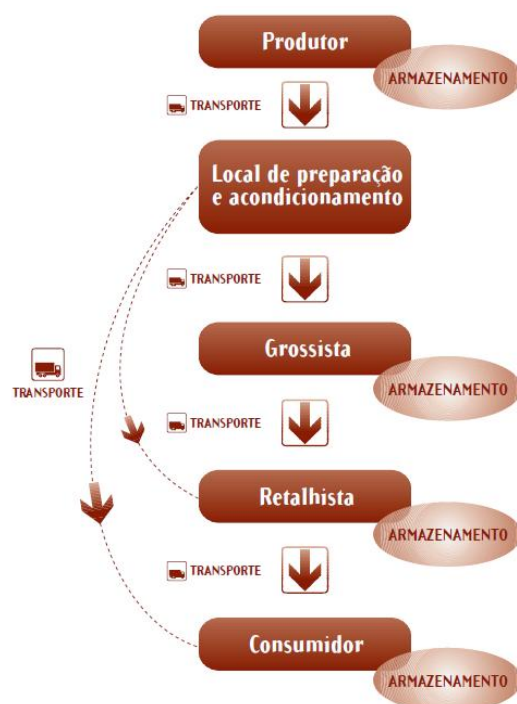 Produtor
ARMAZENAMENTO
TRANSPORTE
Local de preparação
e acondicionamento
TRANSPORTE
Grossista
ARMAZENAMENTO
TRANSPORTE
TRANSPORTE
Retalhista
ARMAZENAMENTO
TRANSPORTE
Consumidor
ARMAZENAMENTO